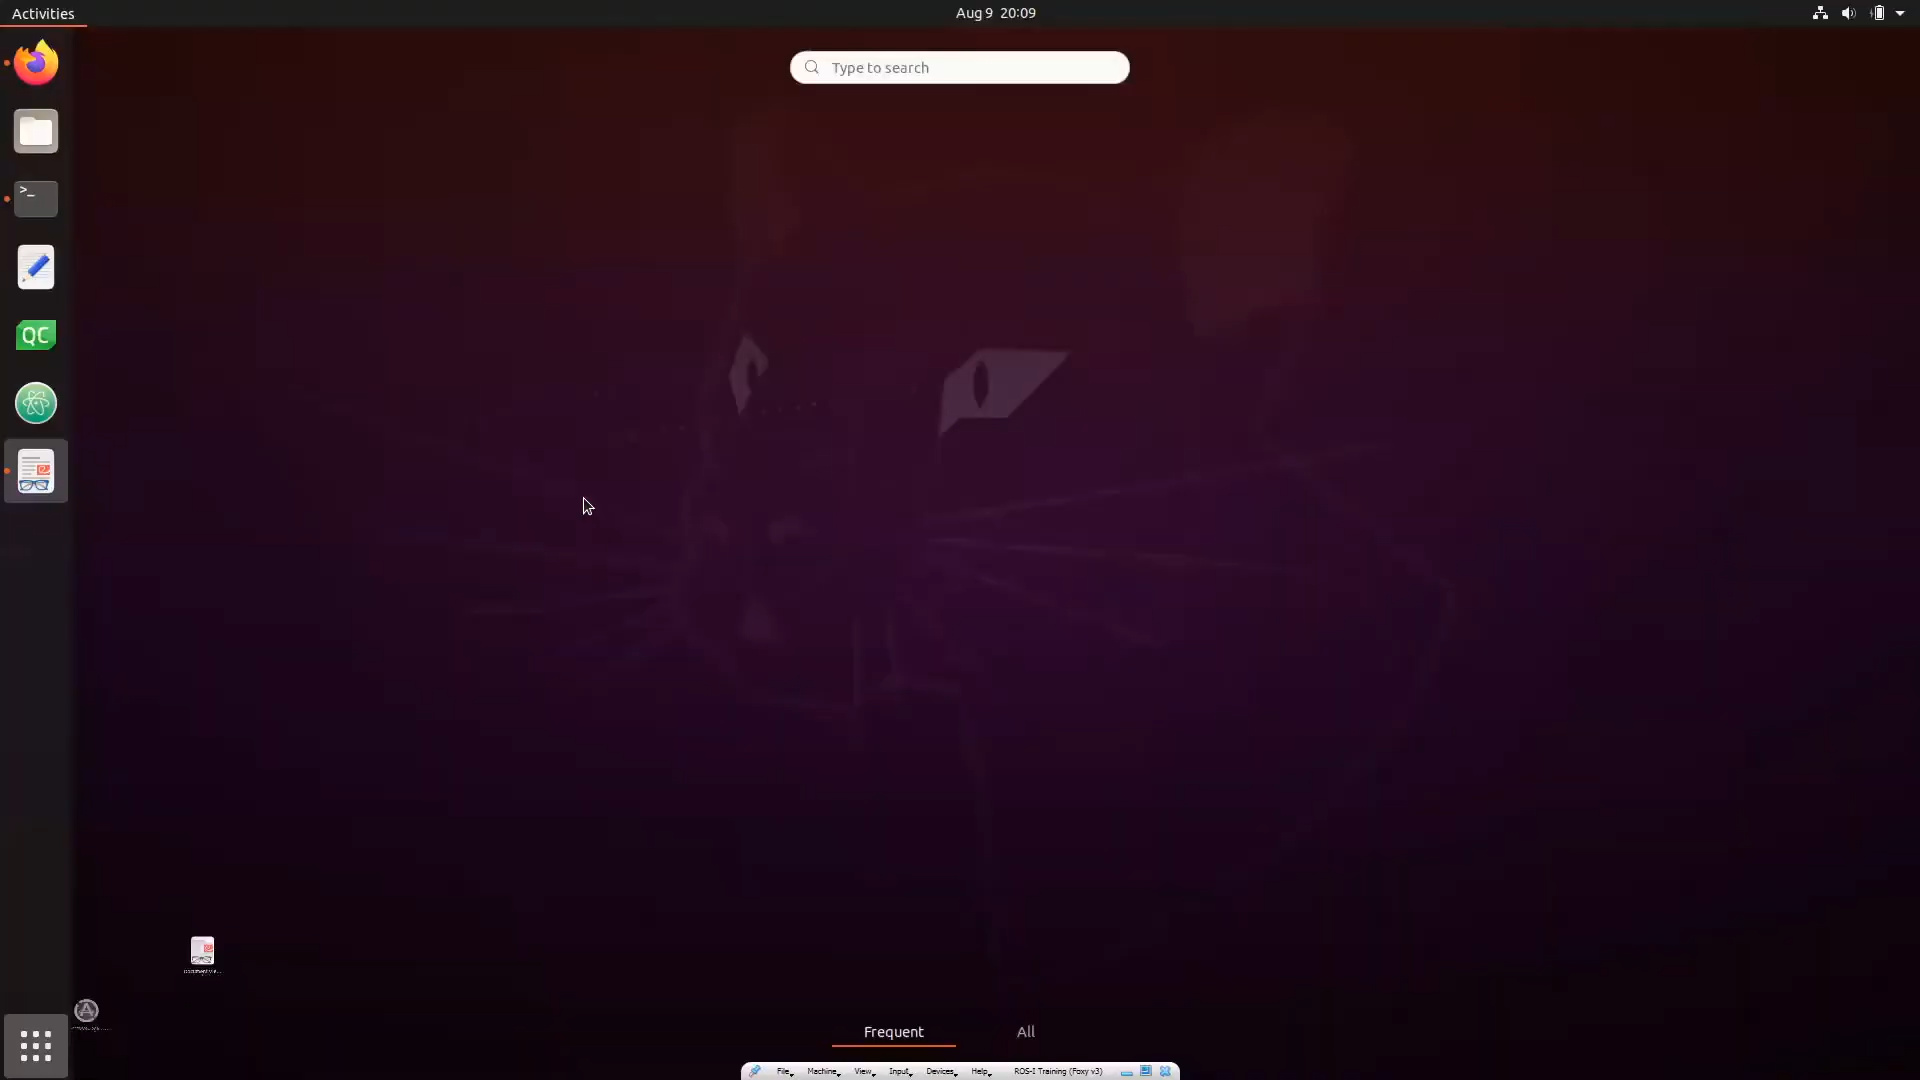 Activities
Aug 9 20:09
Type to search
>_
QC
Frequent
All
File
Machine
View
Input
Devices
Help
ROS-I Training (Foxy v3)